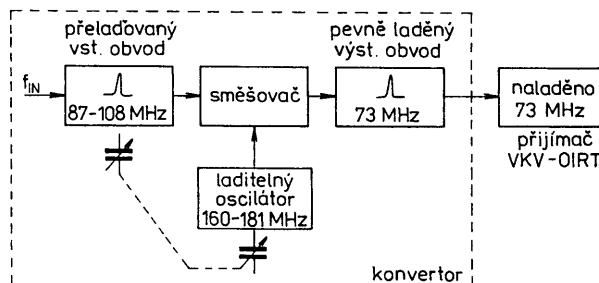 přelaďovaný
vst. obvod
pevně laděný
výst. obvod
fIN
87-108 MHz
směšovač
73 MHz
naladěno
73 MHz
přijímač
VKV-OIRT
laditelný
oscilátor
160-181 MHz
konvertor